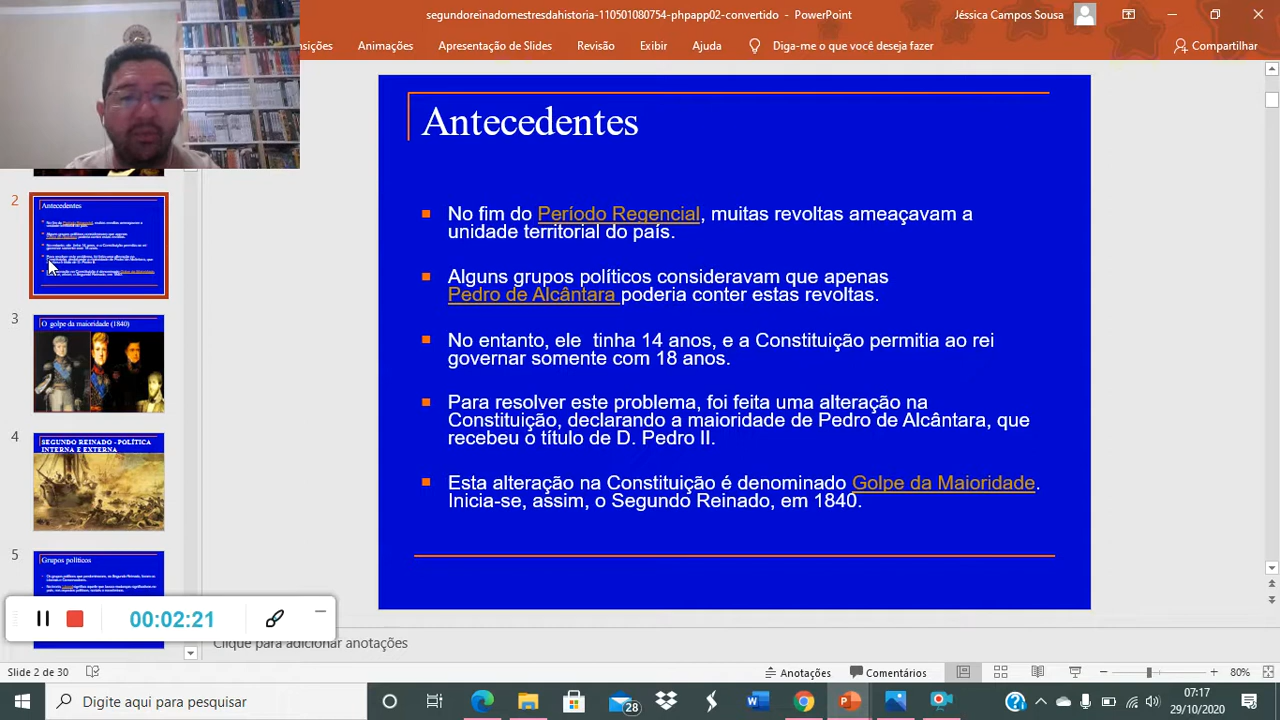 segundoreinadomestresdahistoria-110501080754-phpapp02-convertido - PowerPoint
Jéssica Campos Sousa
sições Animações Apresentação de Slides Revisão Exibir Ajuda Diga-me o que você deseja fazer Compartilhar
Antecedentes
No fim do Período Regencial, muitas revoltas ameaçavam a
unidade territorial do país.
Alguns grupos políticos consideravam que apenas
Pedro de Alcântara poderia conter estas revoltas.
No entanto, ele tinha 14 anos, e a Constituição permitia ao rei
governar somente com 18 anos.
Para resolver este problema, foi feita uma alteração na
Constituição, declarando a maioridade de Pedro de Alcântara, que
recebeu o título de D. Pedro II.
Esta alteração na Constituição é denominado Golpe da Maioridade.
Inicia-se, assim, o Segundo Reinado, em 1840.
2
Antecedentes
3
O golpe da maioridade (1840)
4
SEGUNDO REINADO - POLÍTICA
INTERNA E EXTERNA
5
Grupos políticos
00:02:21
Clique para adicionar anotações
Slide 2 de 30
Anotações
Comentários
80%
Digite aqui para pesquisar
28
07:17
29/10/2020